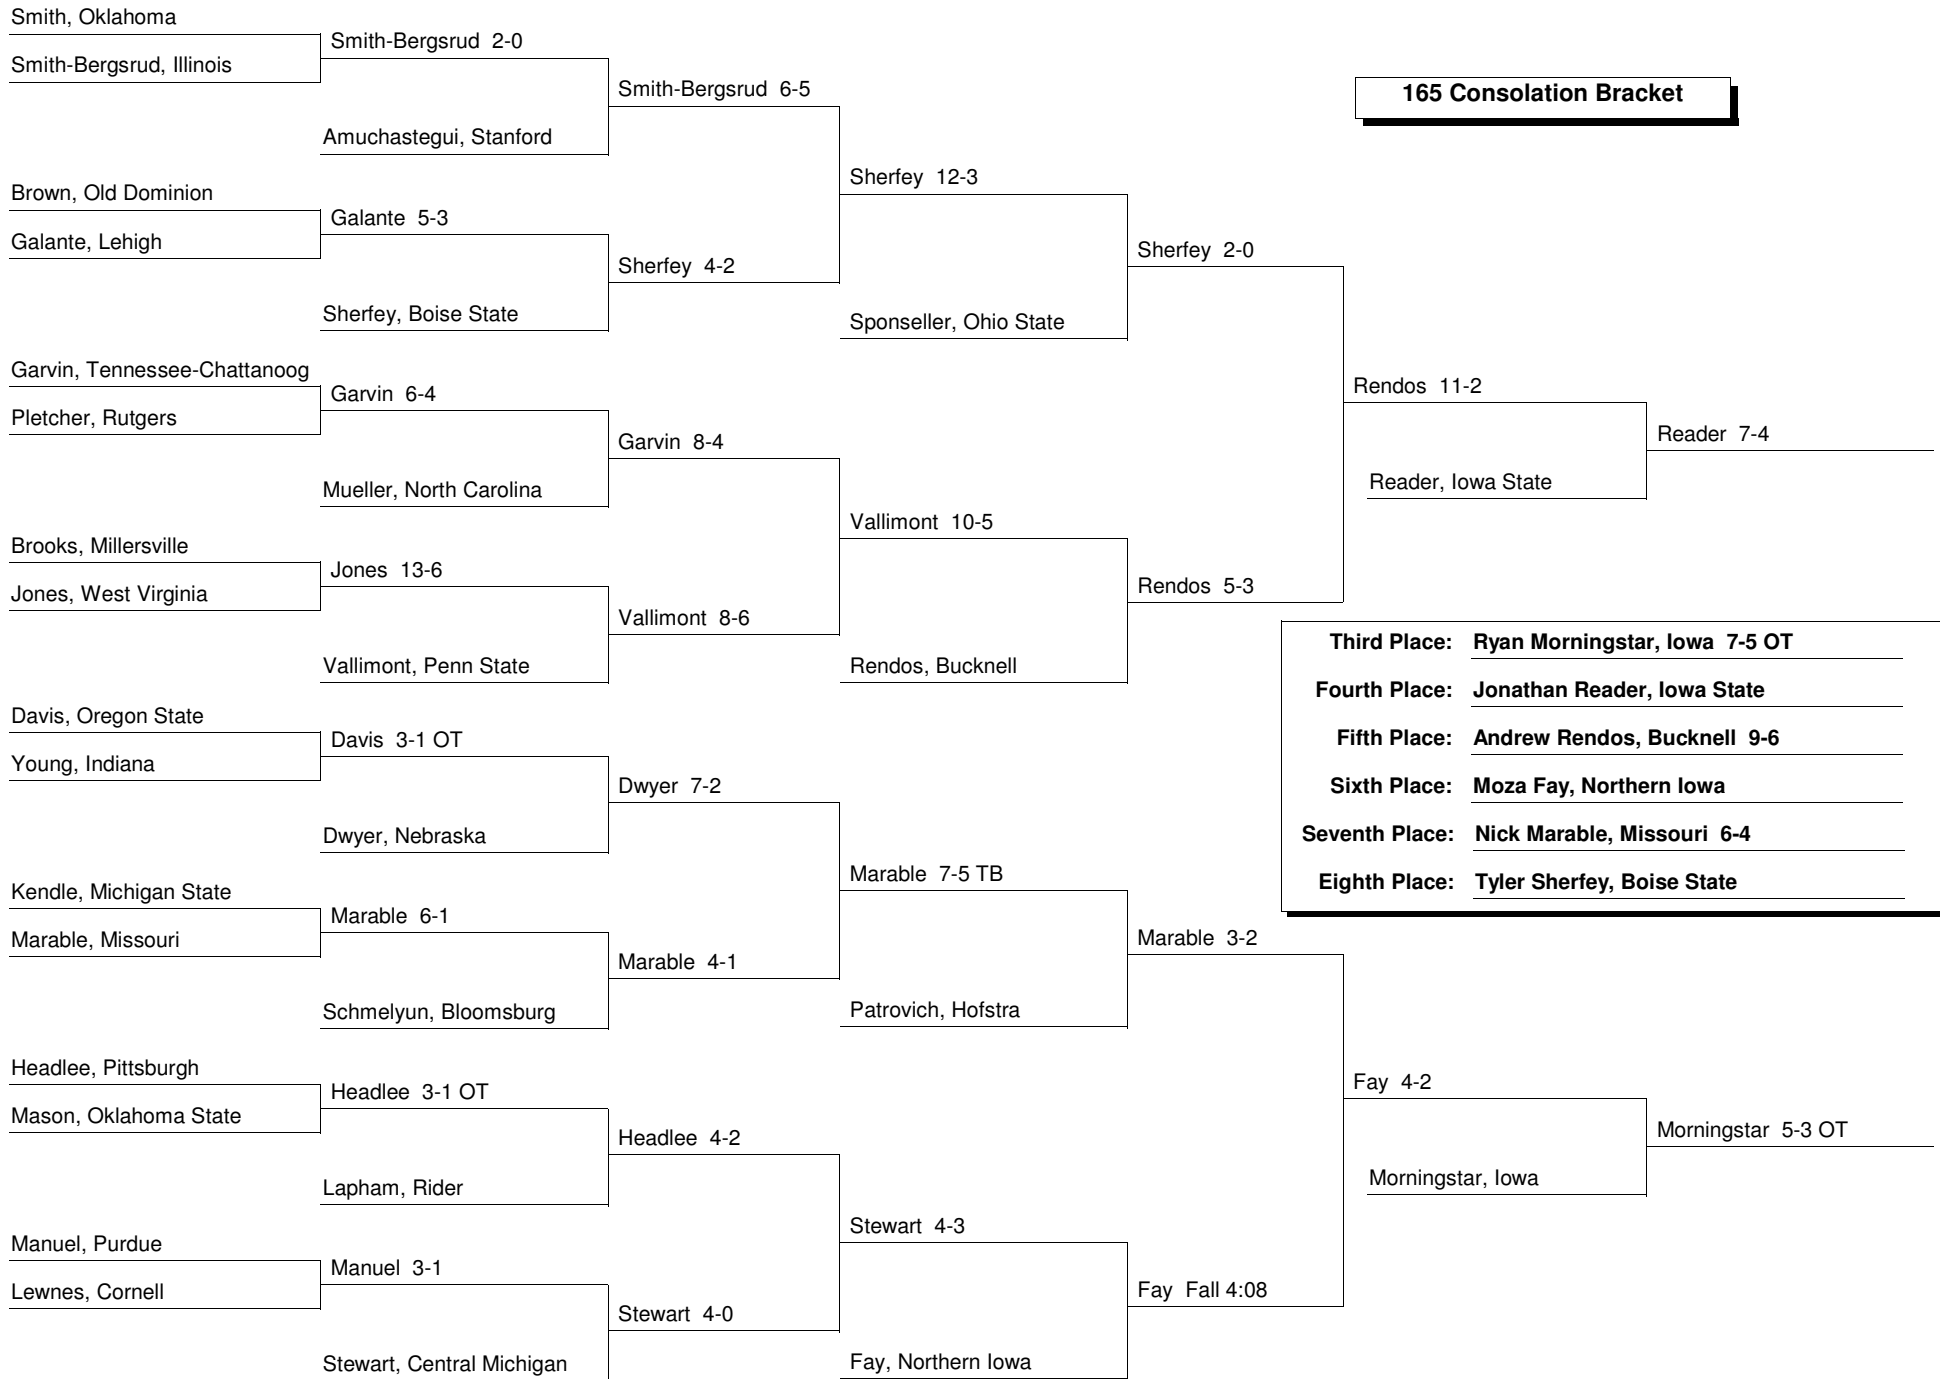 Smith, Oklahoma
Smith-Bergsrud 2-0
Smith-Bergsrud, Illinois
Smith-Bergsrud 6-5
165 Consolation Bracket
Amuchastegui, Stanford
Sherfey 12-3
Brown, Old Dominion
Galante 5-3
Galante, Lehigh
Sherfey 2-0
Sherfey 4-2
Sherfey, Boise State
Sponseller, Ohio State
Garvin, Tennessee-Chattanoog
Rendos 11-2
Garvin 6-4
Pletcher, Rutgers
Reader 7-4
Garvin 8-4
Reader, Iowa State
Mueller, North Carolina
Vallimont 10-5
Brooks, Millersville
Jones 13-6
Rendos 5-3
Jones, West Virginia
Vallimont 8-6
Third Place: Ryan Morningstar, Iowa 7-5 OT
Vallimont, Penn State
Rendos, Bucknell
Fourth Place: Jonathan Reader, Iowa State
Davis, Oregon State
Fifth Place: Andrew Rendos, Bucknell 9-6
Davis 3-1 OT
Young, Indiana
Dwyer 7-2
Sixth Place: Moza Fay, Northern Iowa
Dwyer, Nebraska
Seventh Place: Nick Marable, Missouri 6-4
Marable 7-5 TB
Eighth Place: Tyler Sherfey, Boise State
Kendle, Michigan State
Marable 6-1
Marable, Missouri
Marable 3-2
Marable 4-1
Schmelyun, Bloomsburg
Patrovich, Hofstra
Headlee, Pittsburgh
Fay 4-2
Headlee 3-1 OT
Mason, Oklahoma State
Morningstar 5-3 OT
Headlee 4-2
Morningstar, Iowa
Lapham, Rider
Stewart 4-3
Manuel, Purdue
Manuel 3-1
Lewnes, Cornell
Fay Fall 4:08
Stewart 4-0
Stewart, Central Michigan
Fay, Northern Iowa